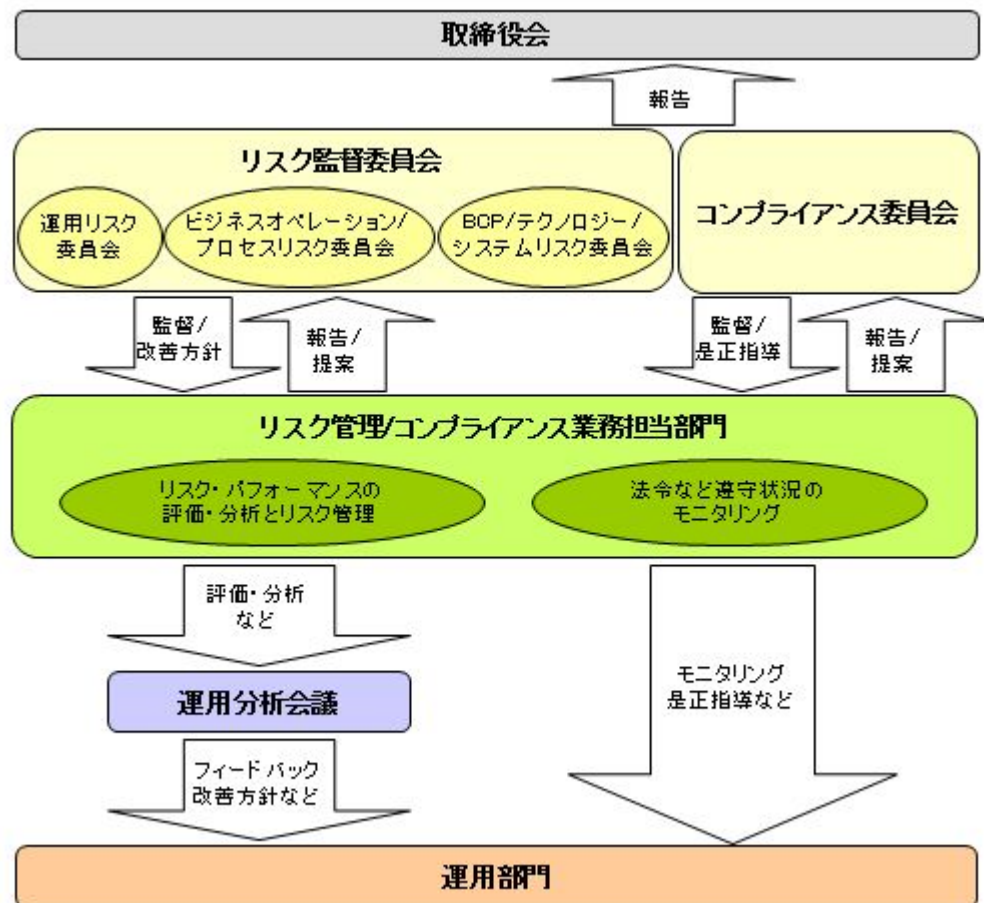 取締役会
報告
リスク監督委員会
運用リスク
委員会
ビジネスオペレーション/
プロセスリスク委員会
BCP/テクノロジー/
システムリスク委員会
コンプライアンス委員会
監督/
改善方針
報告/
提案
監督/
是正指導
報告/
提案
リスク管理/コンプライアンス業務担当部門
リスク・パフォーマンスの
評価・分析とリスク管理
法令など遵守状況の
モニタリング
評価・分析
など
運用分析会議
モニタリング
是正指導など
フィードバック
改善方針など
運用部門